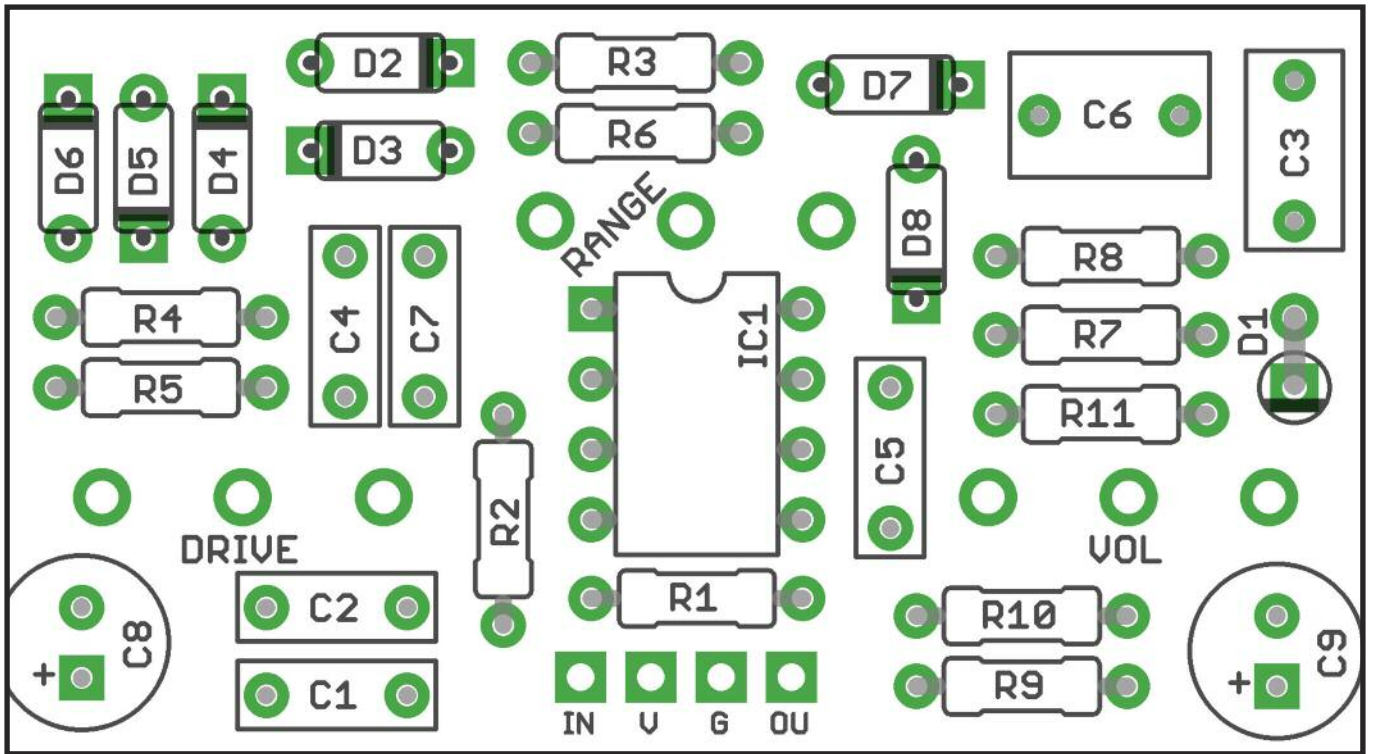 D2
R3
D7
C6
C3
D6
D5
D4
D3
R6
RANGE
D8
R8
R4
C4
C7
IC1
R7
D1
R5
R11
C5
R2
DRIVE
VOL
C2
R1
R10
C8
+
C9
+
C1
R9
IN V G OU